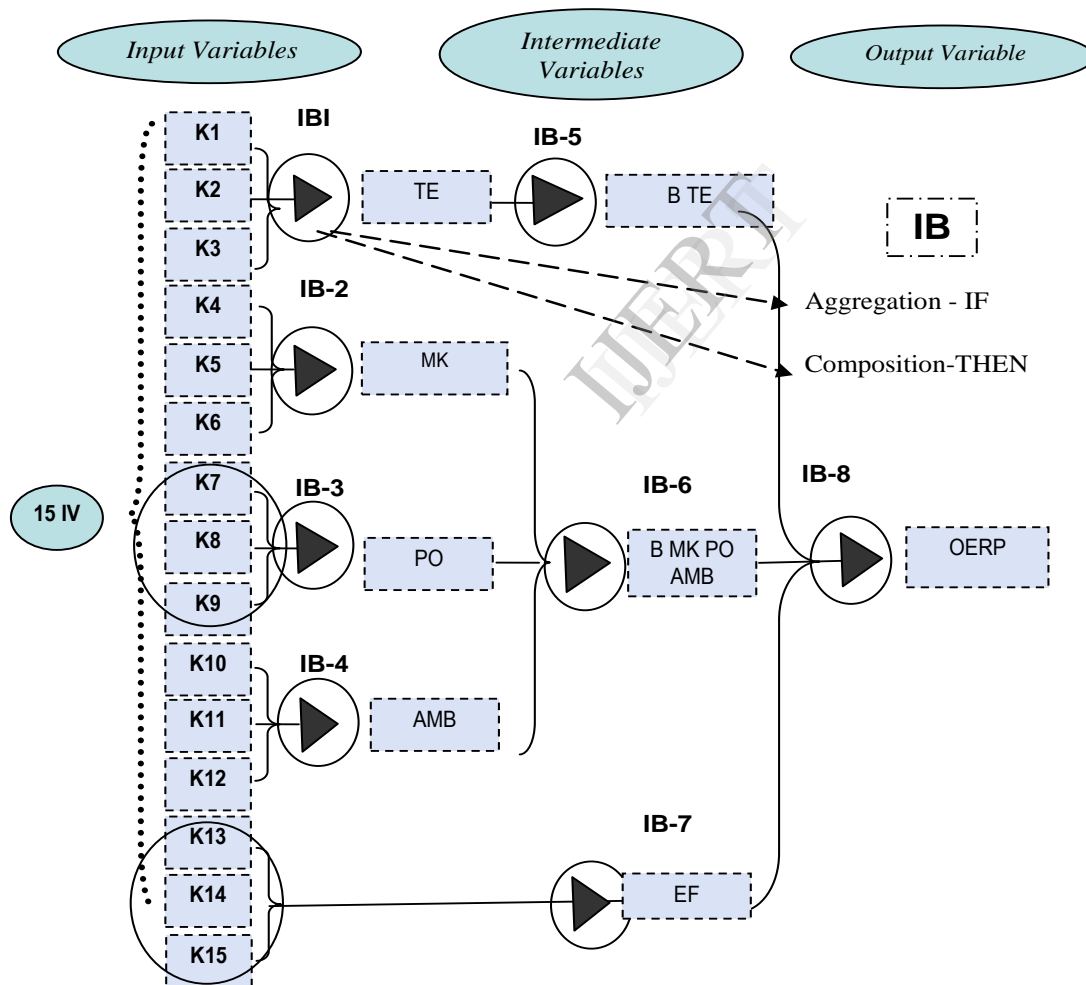 Input Variables
Intermediate
Variables
Output Variable
IBI
IB-5
K1
K2
K3
TE
B TE
IB
Aggregation - IF
Composition-THEN
IB-2
K4
K5
K6
MK
IJERT
15 IV
IB-3
K7
K8
K9
PO
IB-6
B MK PO
AMB
IB-8
OERP
IB-4
K10
K11
K12
AMB
IB-7
K13
K14
K15
EF